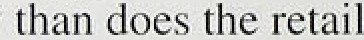 than does the retail